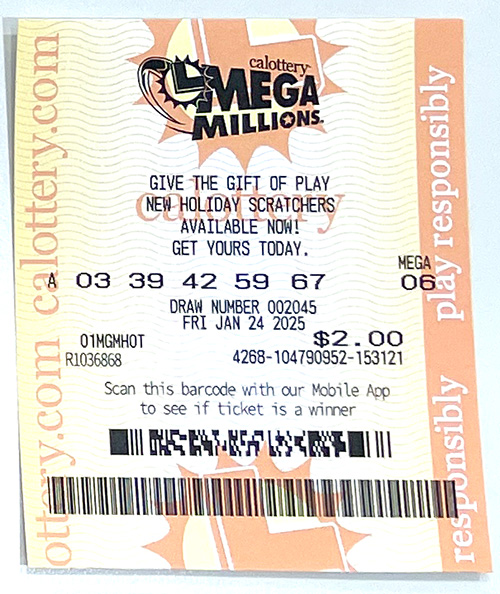 calottery
MEGA
MILLIONS
GIVE THE GIFT OF PLAY
NEW HOLIDAY SCRATCHERS
AVAILABLE NOW!
GET YOURS TODAY.
MEGA
A 03 39 42 59 67 06
DRAW NUMBER 002045
FRI JAN 24 2025
01MGMHOT $2.00
R1036868 4268-104790952-153121
Scan this barcode with our Mobile App
to see if ticket is a winner
calottery
ottery.com calottery.com
responsibly play responsibly